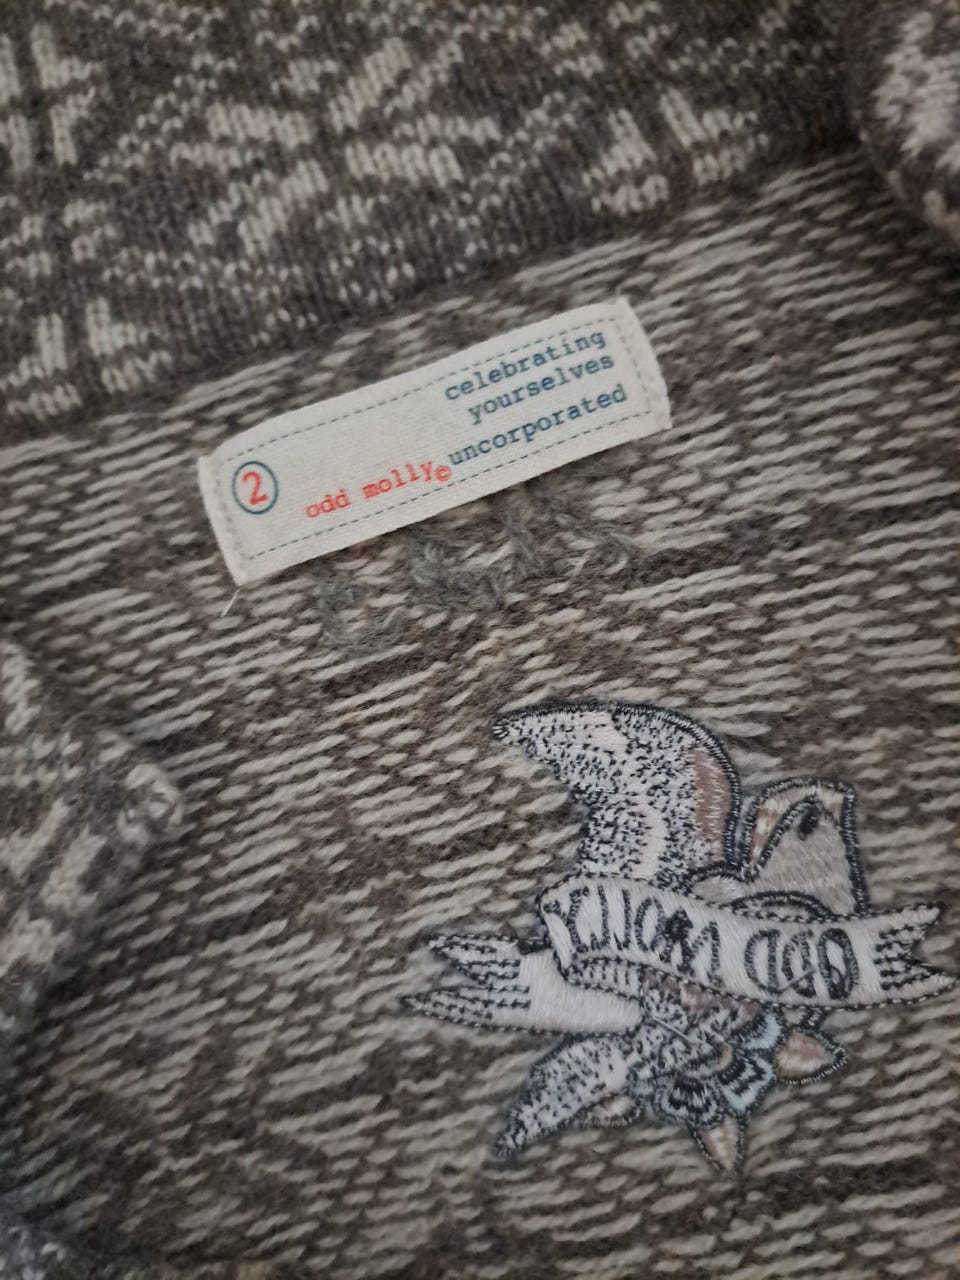 celebrating
yourselves
uncorporated
2 odd molly©
ODD MOLLY